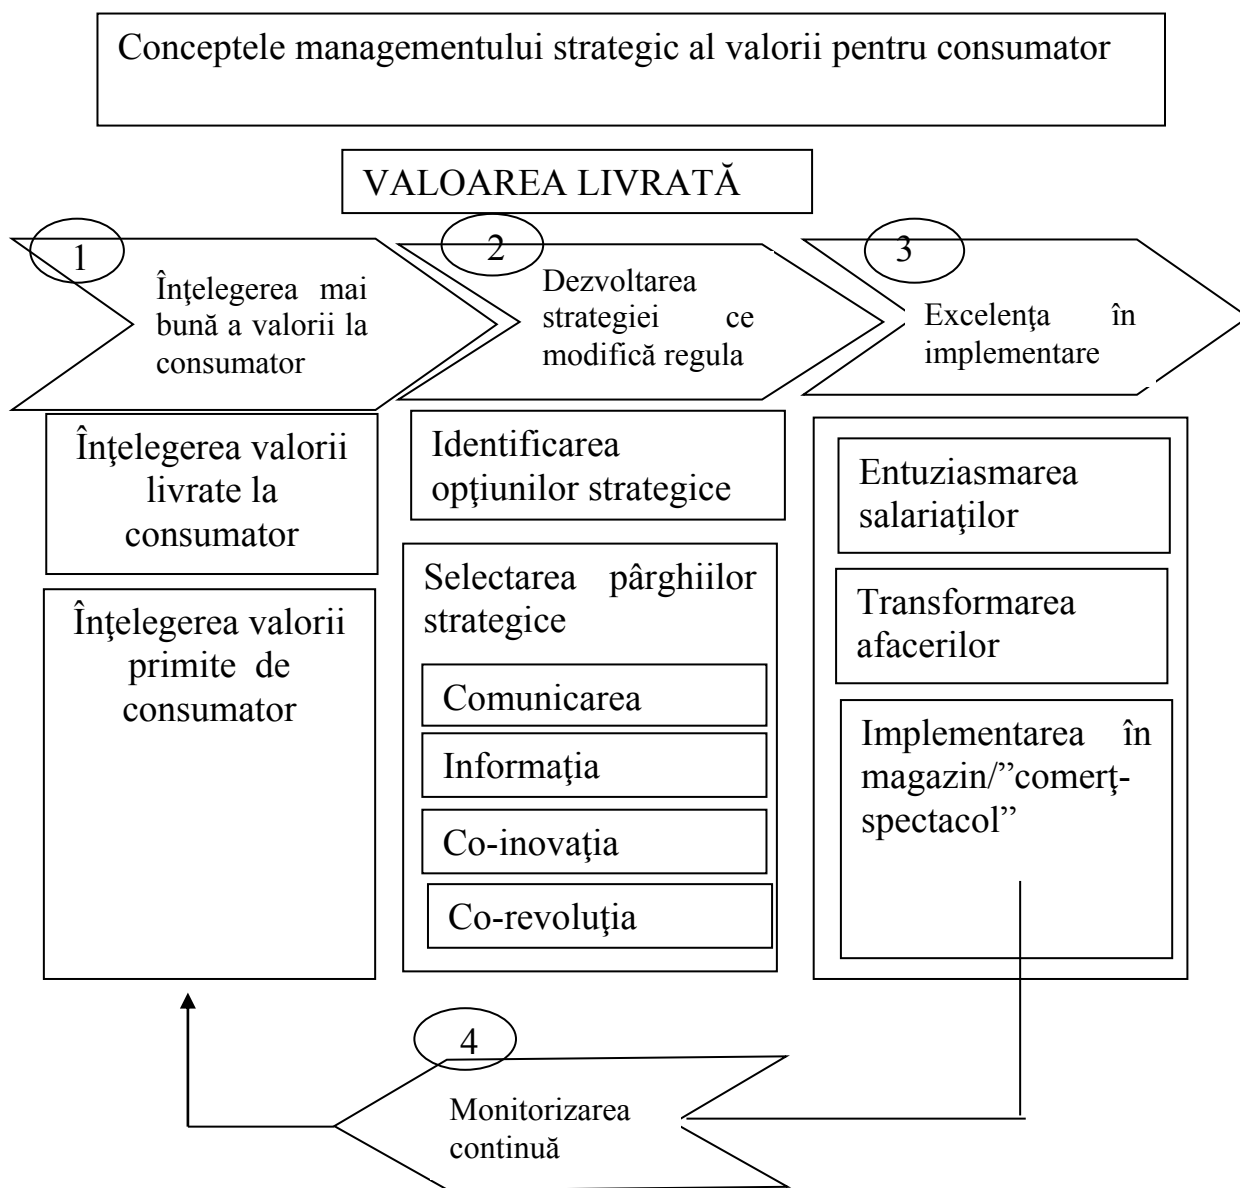 Conceptele managementului strategic al valorii pentru consumator
VALOAREA LIVRATĂ
1
Înţelegerea mai
bună a valorii la
consumator
2
Dezvoltarea
strategiei ce
modifică regula
3
Excelenţa în
implementare
Înţelegerea valorii
livrate la
consumator
Înţelegerea valorii
primite de
consumator
Identificarea
opţiunilor strategice
Selectarea pârghiilor
strategice
Comunicarea
Informaţia
Co-inovaţia
Co-revoluţia
Entuziasmarea
salariaţilor
Transformarea
afacerilor
Implementarea în
magazin/”comerţ-
spectacol”
4
Monitorizarea
continuă